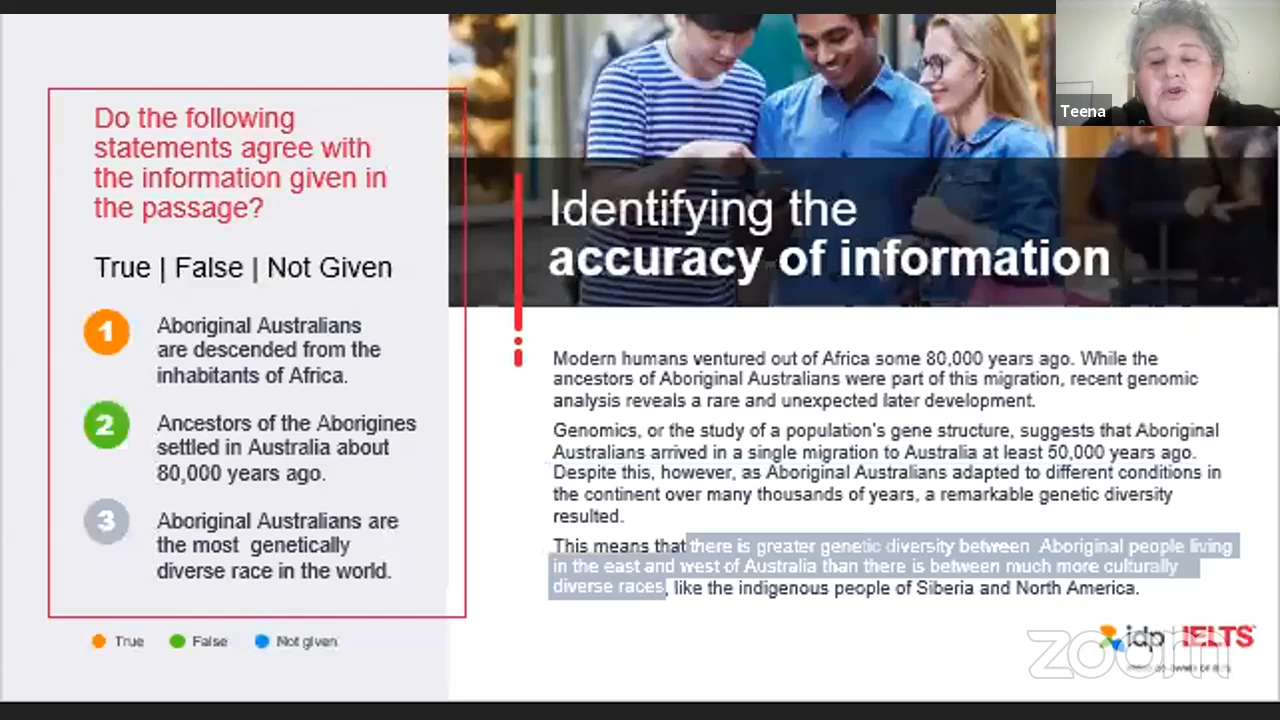 Teena
Do the following
statements agree with
the information given in
the passage?
True | False | Not Given
1
Aboriginal Australians
are descended from the
inhabitants of Africa.
2
Ancestors of the Aborigines
settled in Australia about
80,000 years ago.
3
Aboriginal Australians are
the most genetically
diverse race in the world.
True
False
Not given
Identifying the
accuracy of information
Modern humans ventured out of Africa some 80,000 years ago. While the
ancestors of Aboriginal Australians were part of this migration, recent genomic
analysis reveals a rare and unexpected later development.
Genomics, or the study of a population's gene structure, suggests that Aboriginal
Australians arrived in a single migration to Australia at least 50,000 years ago.
Despite this, however, as Aboriginal Australians adapted to different conditions in
the continent over many thousands of years, a remarkable genetic diversity
resulted.
This means that there is greater genetic diversity between Aboriginal people living
in the east and west of Australia than there is between much more culturally
diverse races, like the indigenous people of Siberia and North America.
idp IELTS
zoom